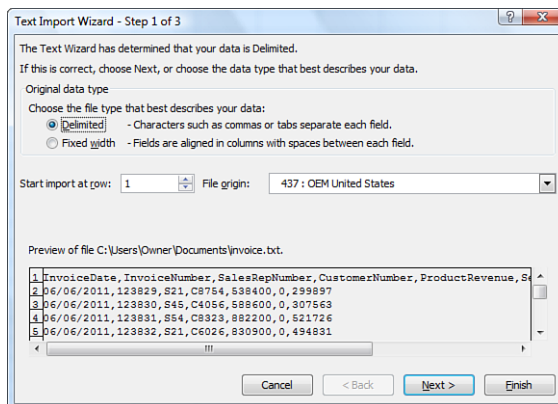 Text Import Wizard - Step 1 of 3
The Text Wizard has determined that your data is Delimited.
If this is correct, choose Next, or choose the data type that best describes your data.
Original data type
Choose the file type that best describes your data:
Delimited - Characters such as commas or tabs separate each field.
Fixed width - Fields are aligned in columns with spaces between each field.
Start import at row: 1 File origin: 437 : OEM United States
Preview of file C:\Users\Owner\Documents\invoice.txt.
1 InvoiceDate,InvoiceNumber,SalesRepNumber,CustomerNumber,ProductRevenue,Se
2 06/06/2011,123829,S21,C8754,538400,0,299897
3 06/06/2011,123830,S45,C4056,588600,0,307563
4 06/06/2011,123831,S54,C8323,882200,0,521726
5 06/06/2011,123832,S21,C6026,830900,0,494831
Cancel < Back Next > Finish